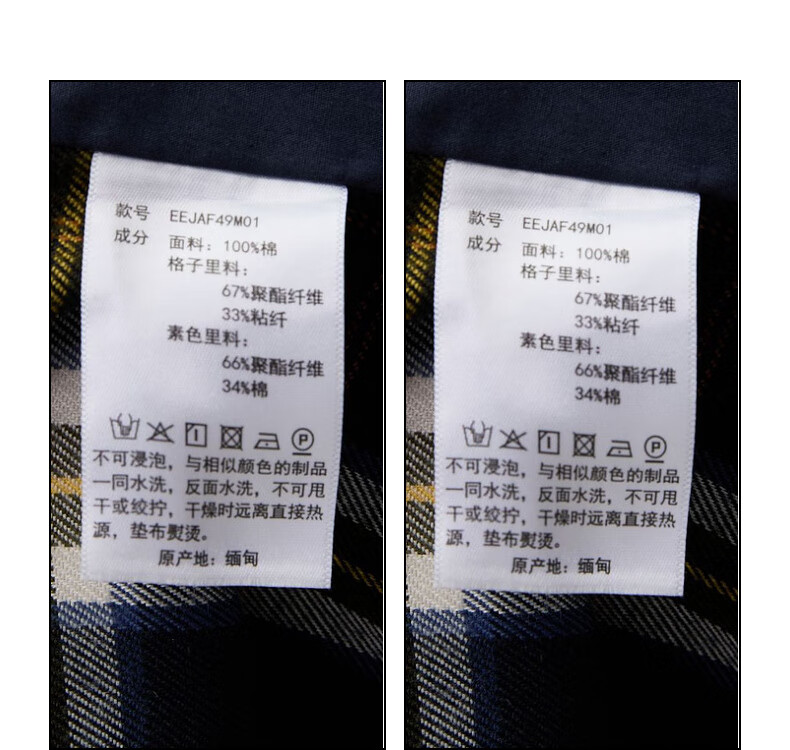 款号 EEJAF49M01
成分 面料：100%棉
格子里料：
67%聚酯纤维
33%粘纤
素色里料：
66%聚酯纤维
34%棉
P
不可浸泡，与相似颜色的制品
一同水洗，反面水洗，不可甩
干或绞拧，干燥时远离直接热
源，垫布熨烫。
原产地：缅甸
款号 EEJAF49M01
成分 面料：100%棉
格子里料：
67%聚酯纤维
33%粘纤
素色里料：
66%聚酯纤维
34%棉
P
不可浸泡，与相似颜色的制品
一同水洗，反面水洗，不可甩
干或绞拧，干燥时远离直接热
源，垫布熨烫。
原产地：缅甸